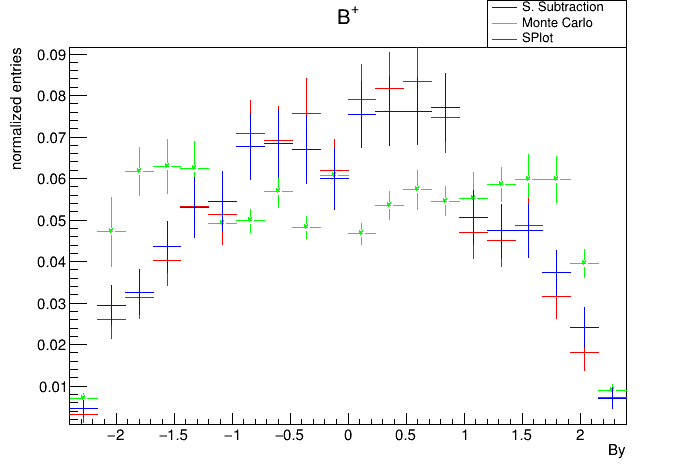 B+
S. Subtraction
Monte Carlo
SPlot
normalized entries
0.09
0.08
0.07
0.06
0.05
0.04
0.03
0.02
0.01
−2 −1.5 −1 −0.5 0 0.5 1 1.5 2
By